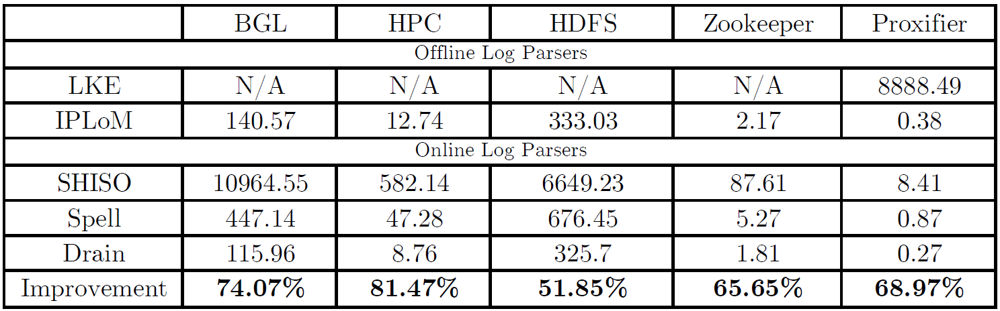 BGL HPC HDFS Zookeeper Proxifier
Offline Log Parsers
LKE N/A N/A N/A N/A 8888.49
IPLoM 140.57 12.74 333.03 2.17 0.38
Online Log Parsers
SHISO 10964.55 582.14 6649.23 87.61 8.41
Spell 447.14 47.28 676.45 5.27 0.87
Drain 115.96 8.76 325.7 1.81 0.27
Improvement 74.07% 81.47% 51.85% 65.65% 68.97%